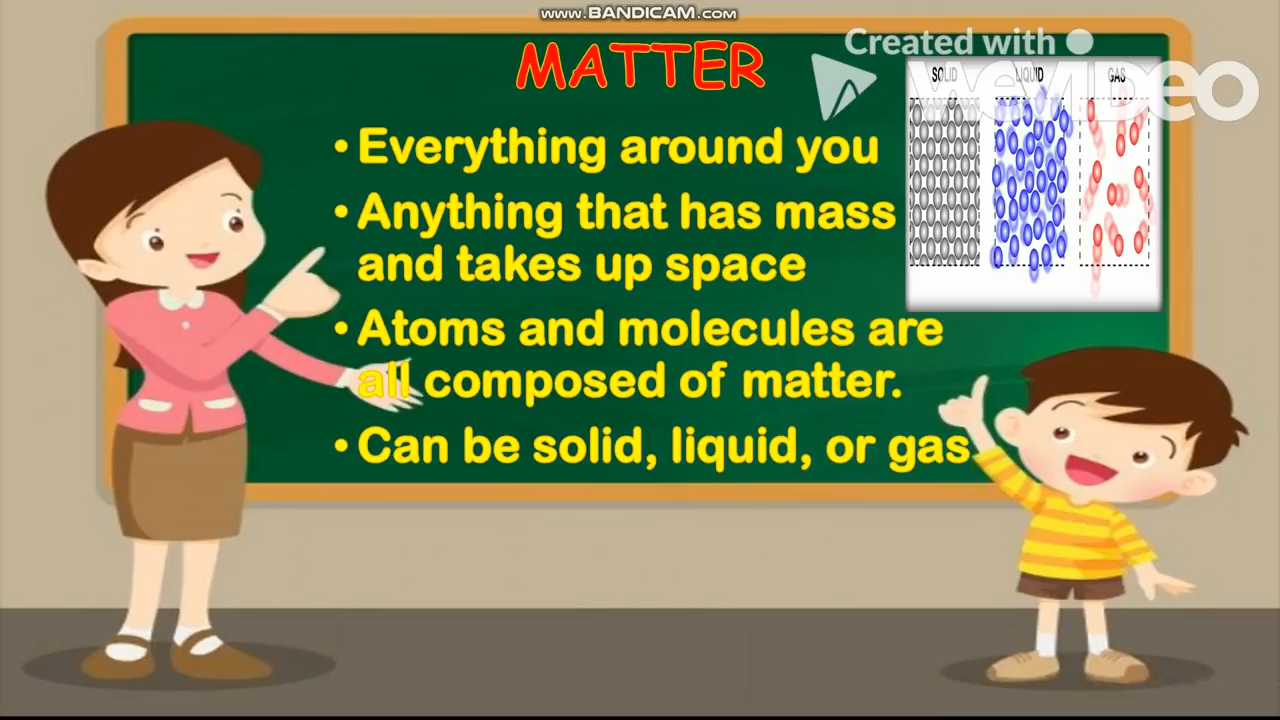 www.BANDICAM.com
MATTER
Created with
WEVIDEO
SOLID LIQUID GAS
• Everything around you
• Anything that has mass
and takes up space
• Atoms and molecules are
all composed of matter.
• Can be solid, liquid, or gas